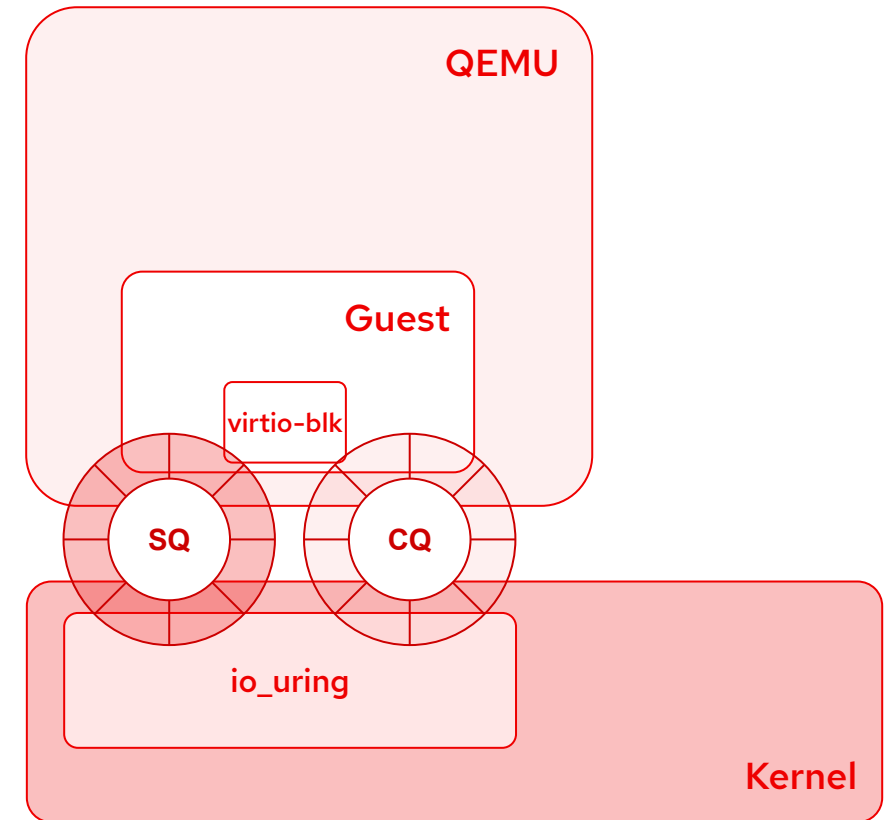 QEMU
Guest
virtio-blk
SQ
CQ
io_uring
Kernel